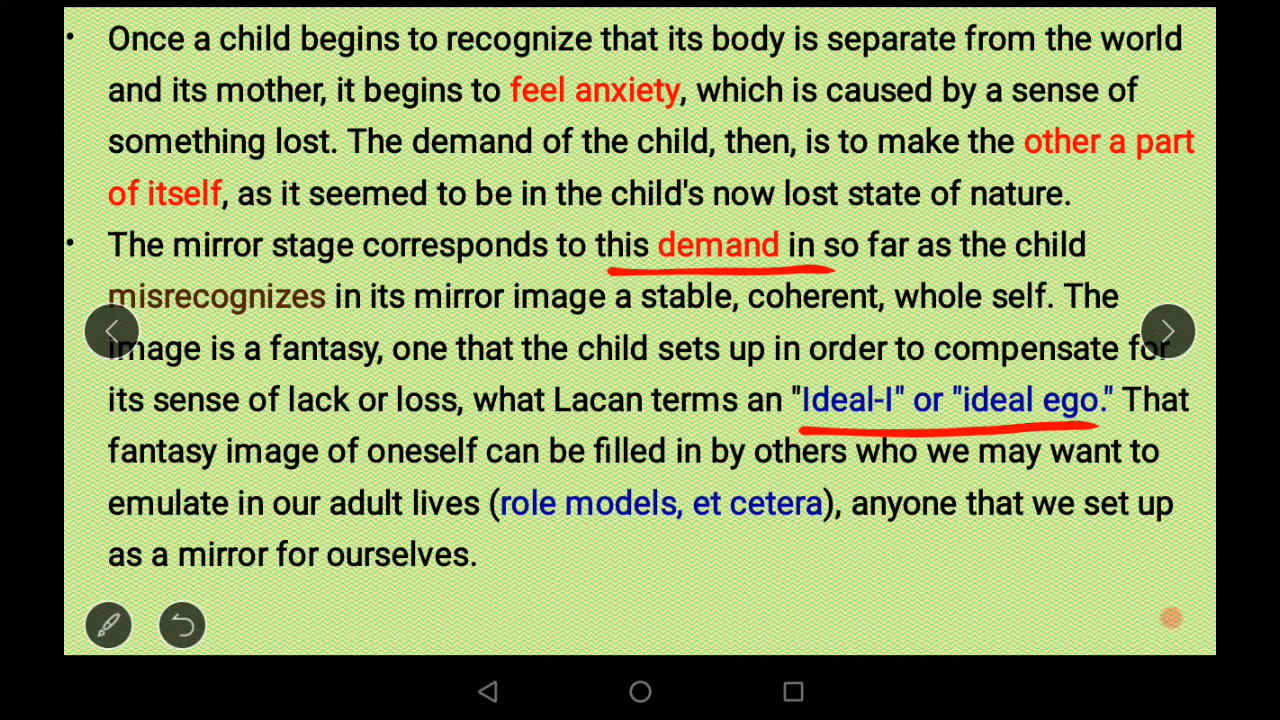 • Once a child begins to recognize that its body is separate from the world
and its mother, it begins to feel anxiety, which is caused by a sense of
something lost. The demand of the child, then, is to make the other a part
of itself, as it seemed to be in the child's now lost state of nature.
• The mirror stage corresponds to this demand in so far as the child
misrecognizes in its mirror image a stable, coherent, whole self. The
image is a fantasy, one that the child sets up in order to compensate for
its sense of lack or loss, what Lacan terms an "Ideal-I" or "ideal ego." That
fantasy image of oneself can be filled in by others who we may want to
emulate in our adult lives (role models, et cetera), anyone that we set up
as a mirror for ourselves.